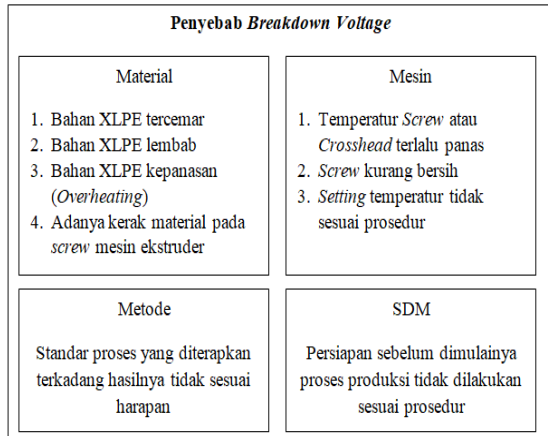 Penyebab Breakdown Voltage
Material
1. Bahan XLPE tercemar
2. Bahan XLPE lembab
3. Bahan XLPE kepanasan
(Overheating)
4. Adanya kerak material pada
screw mesin ekstruder
Mesin
1. Temperatur Screw atau
Crosshead terlalu panas
2. Screw kurang bersih
3. Setting temperatur tidak
sesuai prosedur
Metode
Standar proses yang diterapkan
terkadang hasilnya tidak sesuai
harapan
SDM
Persiapan sebelum dimulainya
proses produksi tidak dilakukan
sesuai prosedur